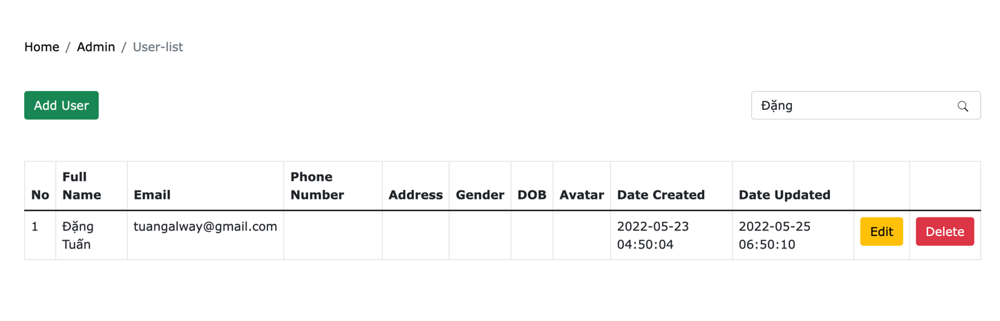 Home / Admin / User-list
Add User
Đặng
No Full Name Email Phone Number Address Gender DOB Avatar Date Created Date Updated
1 Đặng Tuấn tuangalway@gmail.com 2022-05-23 04:50:04 2022-05-25 06:50:10 Edit Delete